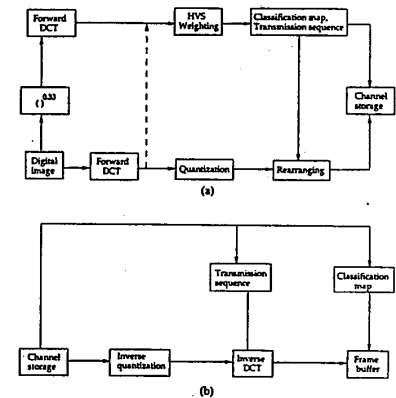 Forward
DCT
HVS
Weighting
Classification map,
Transmission sequence
( )0.33
Channel
storage
Digital
image
Forward
DCT
Quantization
Rearranging
(a)
Transmission
sequence
Classification
map
Channel
storage
Inverse
quantization
Inverse
DCT
Frame
buffer
(b)